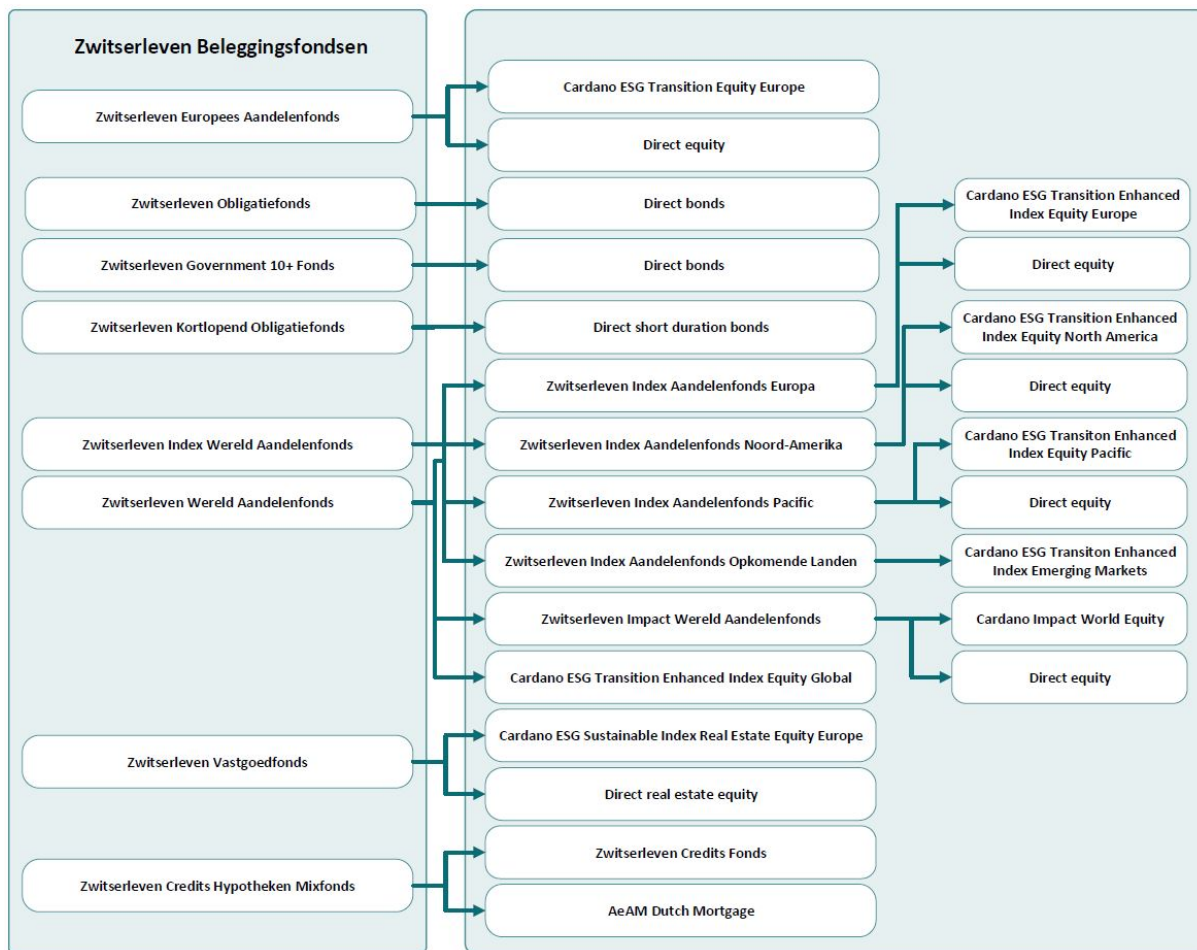 Zwitserleven Beleggingsfondsen
Zwitserleven Europees Aandelenfonds
Zwitserleven Obligatiefonds
Zwitserleven Government 10+ Fonds
Zwitserleven Kortlopend Obligatiefonds
Zwitserleven Index Wereld Aandelenfonds
Zwitserleven Wereld Aandelenfonds
Zwitserleven Vastgoedfonds
Zwitserleven Credits Hypotheken Mixfonds
Cardano ESG Transition Equity Europe
Direct equity
Direct bonds
Direct bonds
Direct short duration bonds
Zwitserleven Index Aandelenfonds Europa
Zwitserleven Index Aandelenfonds Noord-Amerika
Zwitserleven Index Aandelenfonds Pacific
Zwitserleven Index Aandelenfonds Opkomende Landen
Zwitserleven Impact Wereld Aandelenfonds
Cardano ESG Transition Enhanced Index Equity Global
Cardano ESG Sustainable Index Real Estate Equity Europe
Direct real estate equity
Zwitserleven Credits Fonds
AeAM Dutch Mortgage
Cardano ESG Transition Enhanced
Index Equity Europe
Direct equity
Cardano ESG Transition Enhanced
Index Equity North America
Direct equity
Cardano ESG Transiton Enhanced
Index Equity Pacific
Direct equity
Cardano ESG Transiton Enhanced
Index Emerging Markets
Cardano Impact World Equity
Direct equity